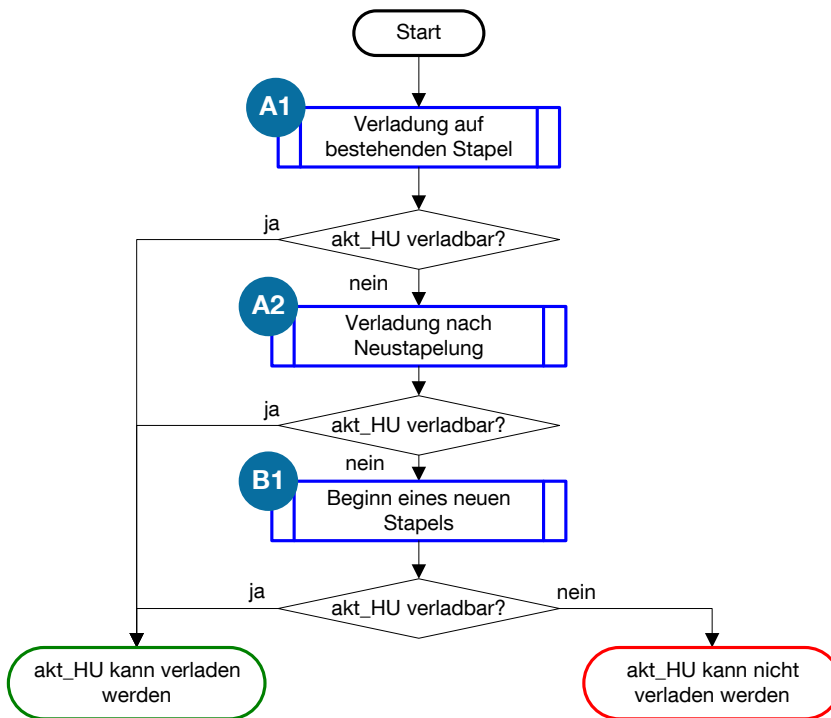 Start
A1
Verladung auf
bestehenden Stapel
ja
akt_HU verladbar?
nein
A2
Verladung nach
Neustapelung
ja
akt_HU verladbar?
nein
B1
Beginn eines neuen
Stapels
ja
akt_HU verladbar?
nein
akt_HU kann verladen
werden
akt_HU kann nicht
verladen werden